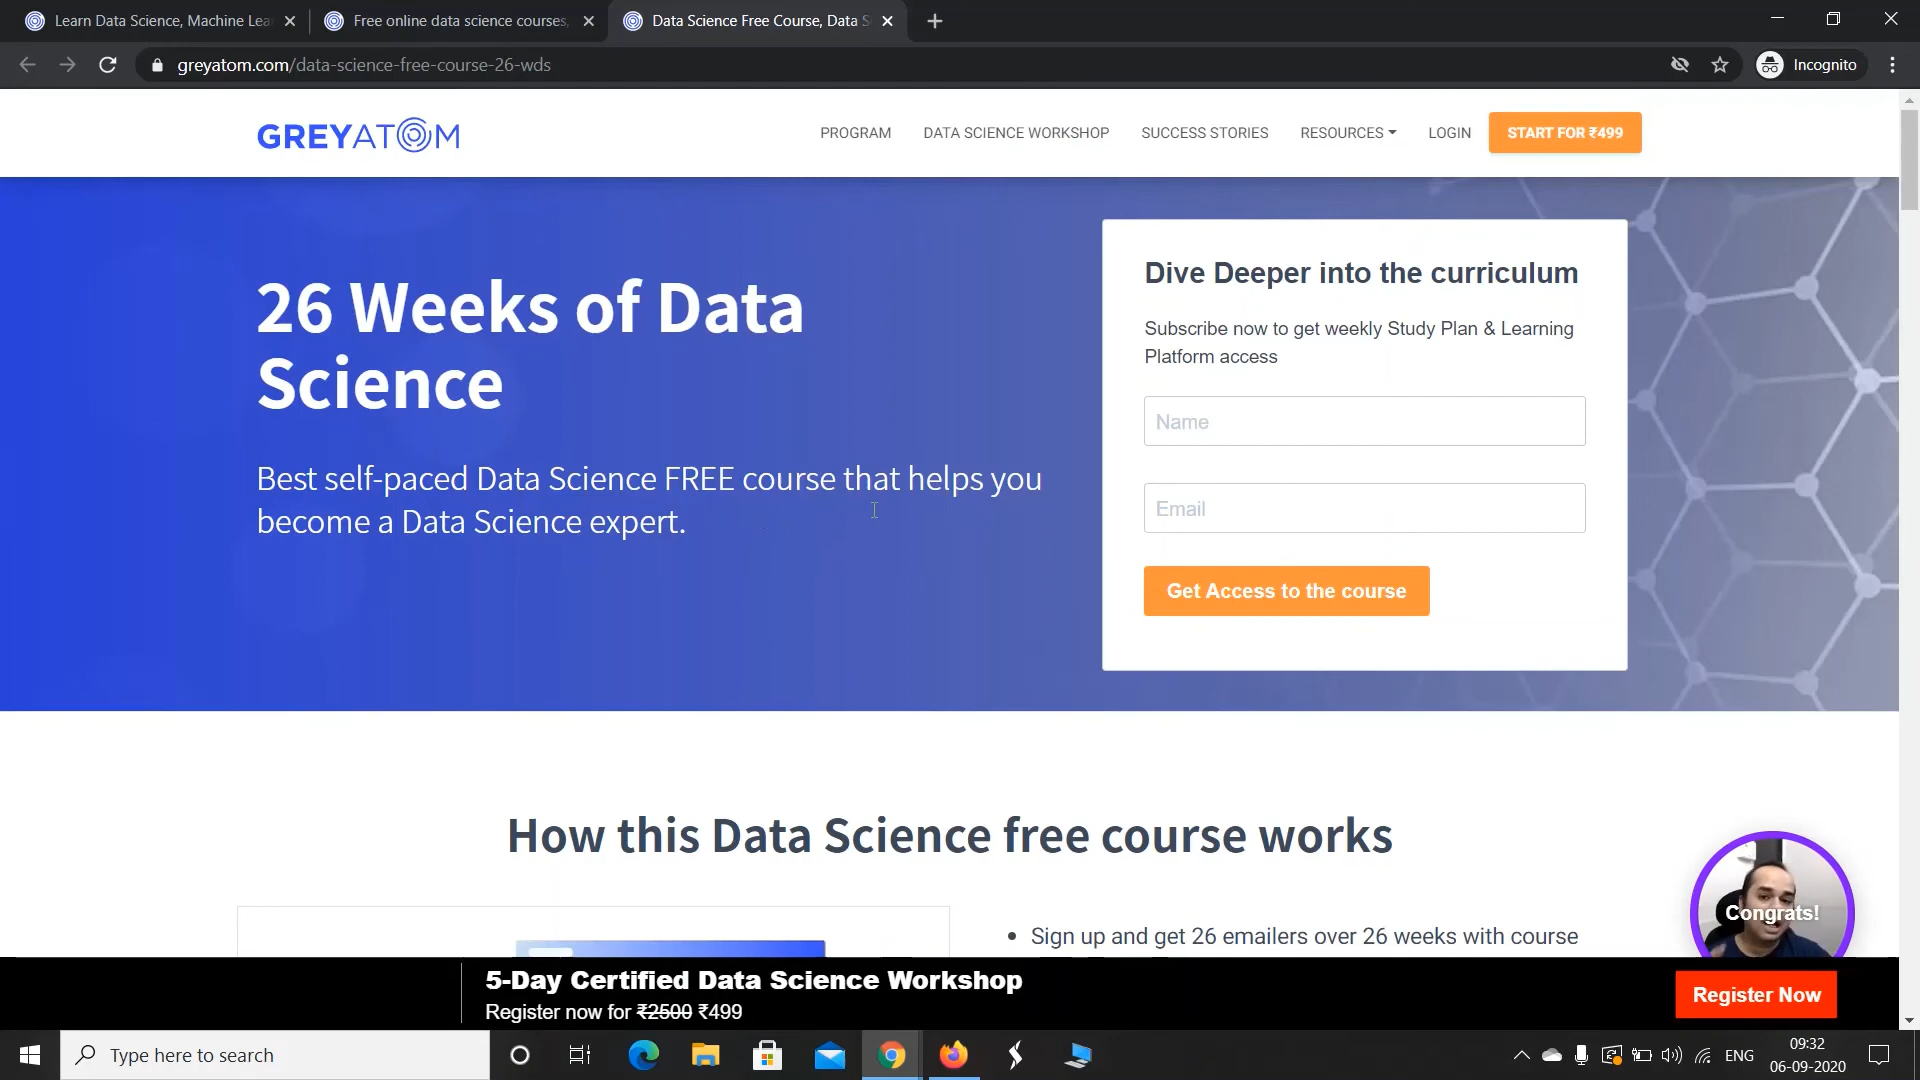 Learn Data Science, Machine Lea
Free online data science courses,
Data Science Free Course, Data S
greyatom.com/data-science-free-course-26-wds
Incognito
GREYATOM
PROGRAM
DATA SCIENCE WORKSHOP
SUCCESS STORIES
RESOURCES
LOGIN
START FOR ₹499
26 Weeks of Data
Science
Best self-paced Data Science FREE course that helps you
become a Data Science expert.
Dive Deeper into the curriculum
Subscribe now to get weekly Study Plan & Learning
Platform access
Name
Email
Get Access to the course
How this Data Science free course works
• Sign up and get 26 emailers over 26 weeks with course
Congrats!
5-Day Certified Data Science Workshop
Register now for ₹2500 ₹499
Register Now
Type here to search
ENG
09:32
06-09-2020